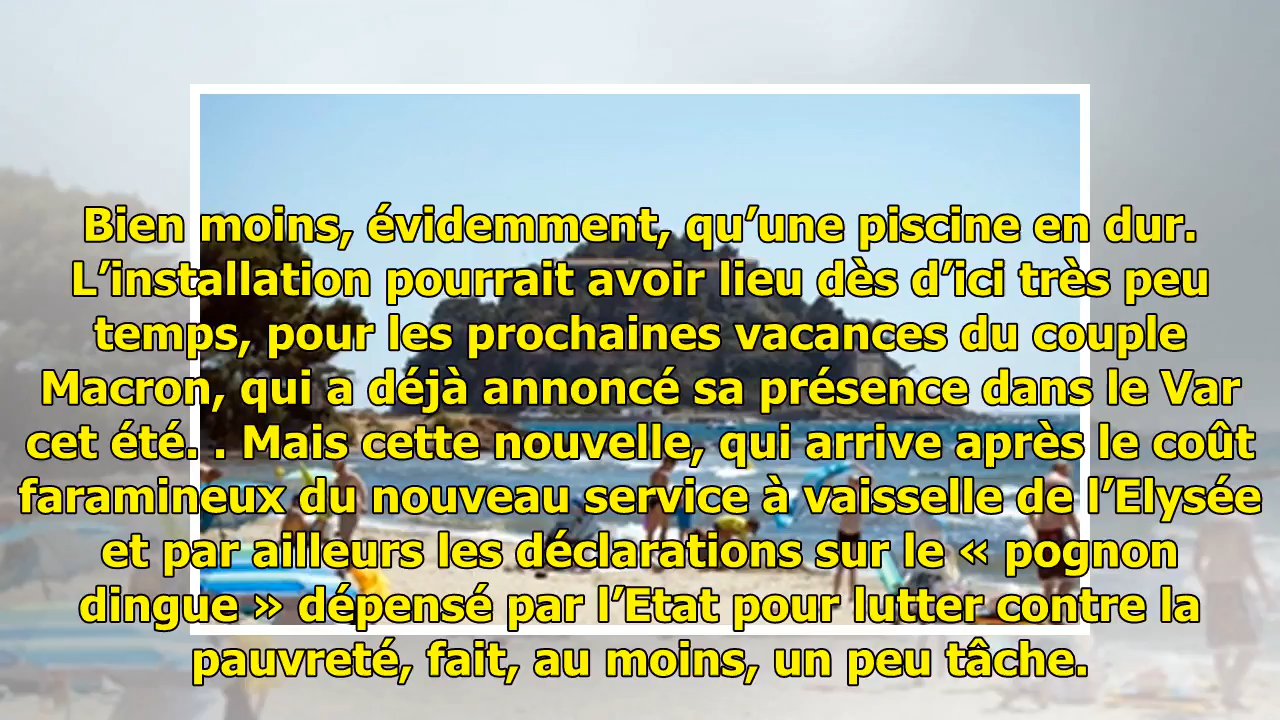 Bien moins, évidemment, qu’une piscine en dur.
L’installation pourrait avoir lieu dès d’ici très peu
temps, pour les prochaines vacances du couple
Macron, qui a déjà annoncé sa présence dans le Var
cet été. . Mais cette nouvelle, qui arrive après le coût
faramineux du nouveau service à vaisselle de l’Elysée
et par ailleurs les déclarations sur le « pognon
dingue » dépensé par l’Etat pour lutter contre la
pauvreté, fait, au moins, un peu tâche.